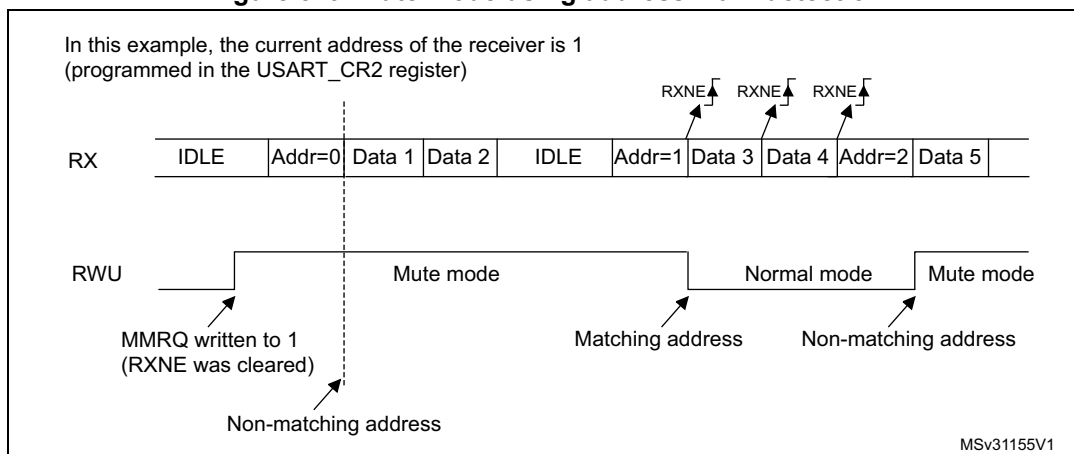 In this example, the current address of the receiver is 1
(programmed in the USART_CR2 register)
RXNE RXNE RXNE
RX IDLE Addr=0 Data 1 Data 2 IDLE Addr=1 Data 3 Data 4 Addr=2 Data 5
RWU Mute mode Normal mode Mute mode
MMRQ written to 1 Matching address Non-matching address
(RXNE was cleared)
Non-matching address
MSv31155V1